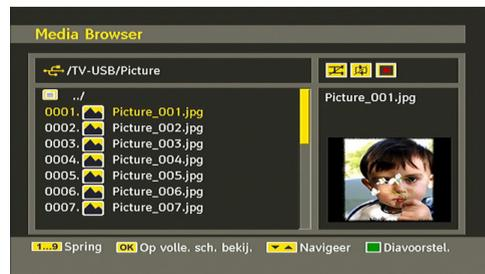 Media Browser
/TV-USB/Picture
../
0001. Picture_001.jpg
0002. Picture_002.jpg
0003. Picture_003.jpg
0004. Picture_004.jpg
0005. Picture_005.jpg
0006. Picture_006.jpg
0007. Picture_007.jpg
Picture_001.jpg
1...9 Spring OK Op volle. sch. bekij. Navigeer Diavoorstel.